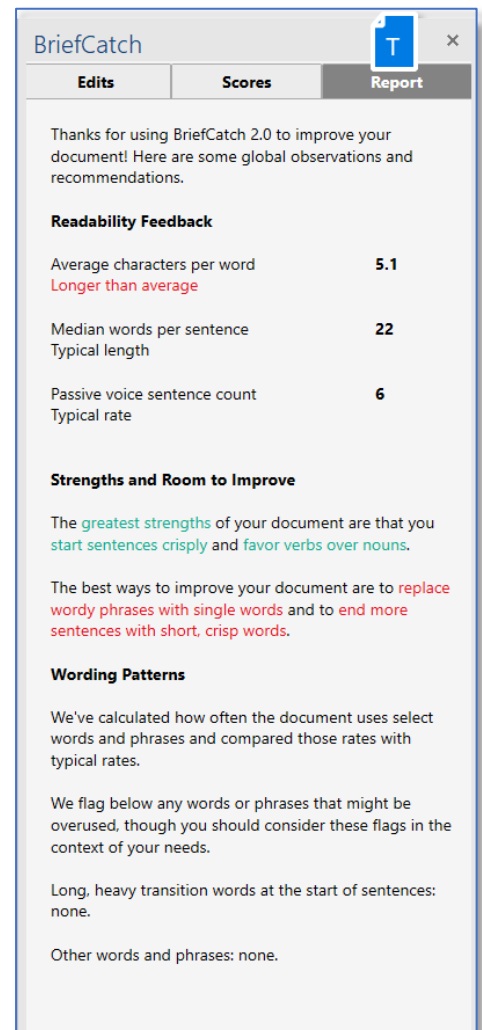 BriefCatch
T
×
Edits
Scores
Report
Thanks for using BriefCatch 2.0 to improve your
document! Here are some global observations and
recommendations.
Readability Feedback
Average characters per word 5.1
Longer than average
Median words per sentence 22
Typical length
Passive voice sentence count 6
Typical rate
Strengths and Room to Improve
The greatest strengths of your document are that you
start sentences crisply and favor verbs over nouns.
The best ways to improve your document are to replace
wordy phrases with single words and to end more
sentences with short, crisp words.
Wording Patterns
We've calculated how often the document uses select
words and phrases and compared those rates with
typical rates.
We flag below any words or phrases that might be
overused, though you should consider these flags in the
context of your needs.
Long, heavy transition words at the start of sentences:
none.
Other words and phrases: none.